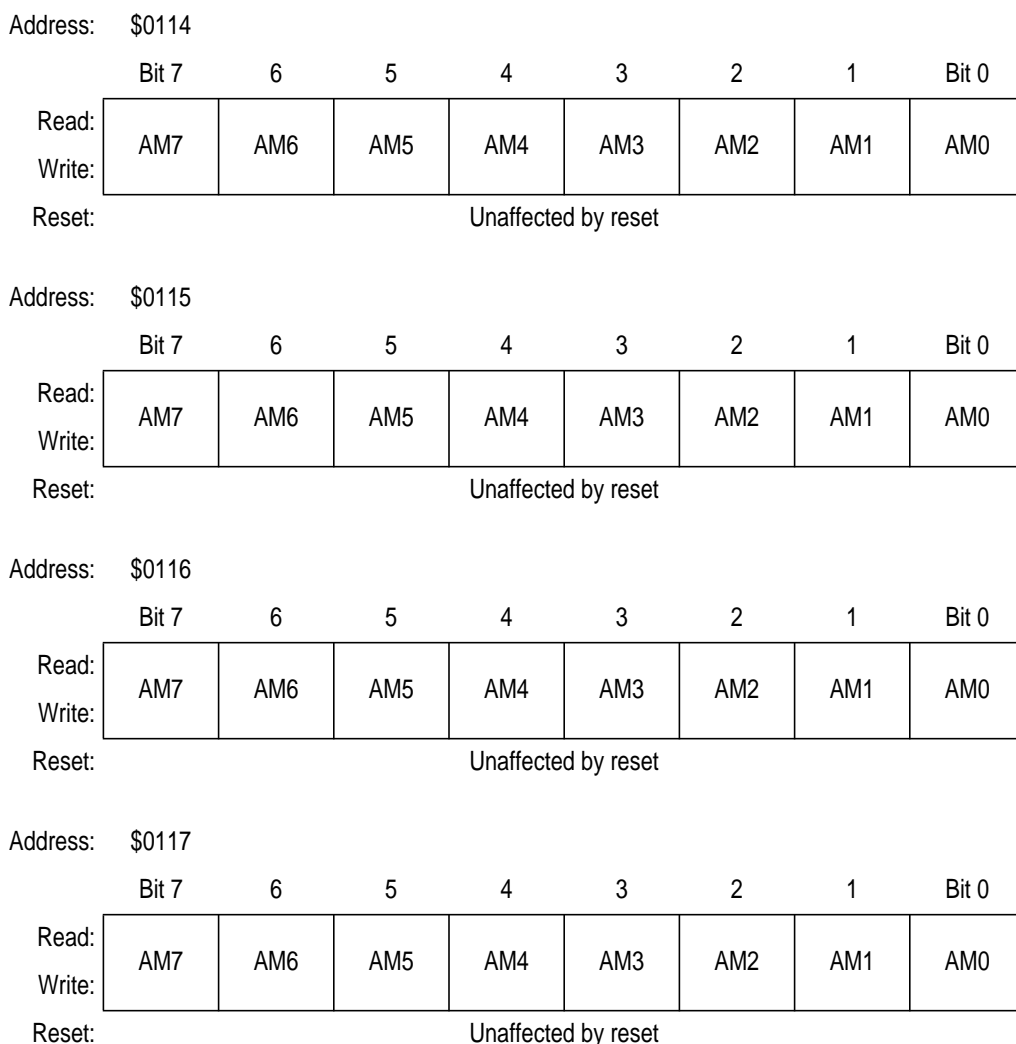 Address: $0114
Bit 7 6 5 4 3 2 1 Bit 0
Read:
AM7 AM6 AM5 AM4 AM3 AM2 AM1 AM0
Write:
Reset: Unaffected by reset
Address: $0115
Bit 7 6 5 4 3 2 1 Bit 0
Read:
AM7 AM6 AM5 AM4 AM3 AM2 AM1 AM0
Write:
Reset: Unaffected by reset
Address: $0116
Bit 7 6 5 4 3 2 1 Bit 0
Read:
AM7 AM6 AM5 AM4 AM3 AM2 AM1 AM0
Write:
Reset: Unaffected by reset
Address: $0117
Bit 7 6 5 4 3 2 1 Bit 0
Read:
AM7 AM6 AM5 AM4 AM3 AM2 AM1 AM0
Write:
Reset: Unaffected by reset